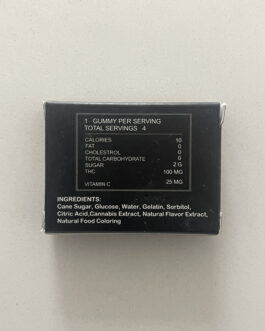 1 GUMMY PER SERVING
TOTAL SERVINGS 4
CALORIES 10
FAT 0
CHOLESTROL 0
TOTAL CARBOHYDRATE 0
SUGAR 2 G
THC 100 MG
VITAMIN C 25 MG
INGREDIENTS:
Cane Sugar, Glucose, Water, Gelatin, Sorbitol,
Citric Acid,Cannabis Extract, Natural Flavor Extract,
Natural Food Coloring